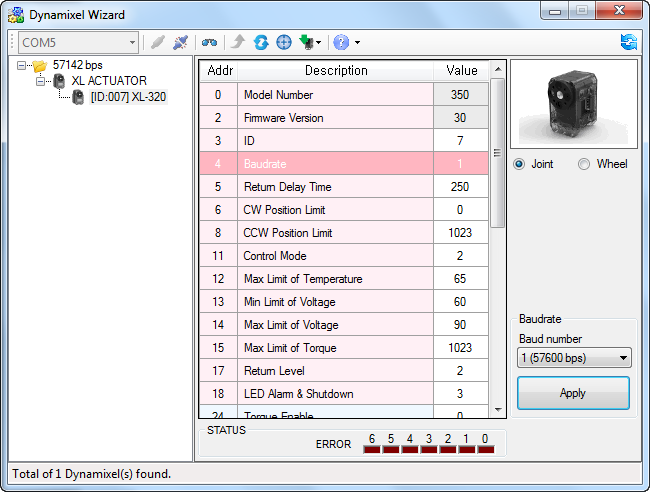 Dynamixel Wizard
COM5
57142 bps
XL ACTUATOR
[ID:007] XL-320
Addr Description Value
0 Model Number 350
2 Firmware Version 30
3 ID 7
4 Baudrate 1
5 Return Delay Time 250
6 CW Position Limit 0
8 CCW Position Limit 1023
11 Control Mode 2
12 Max Limit of Temperature 65
13 Min Limit of Voltage 60
14 Max Limit of Voltage 90
15 Max Limit of Torque 1023
17 Return Level 2
18 LED Alarm & Shutdown 3
24 Torque Enable 0
Joint Wheel
Baudrate
Baud number
1 (57600 bps)
Apply
STATUS
ERROR 6 5 4 3 2 1 0
Total of 1 Dynamixel(s) found.